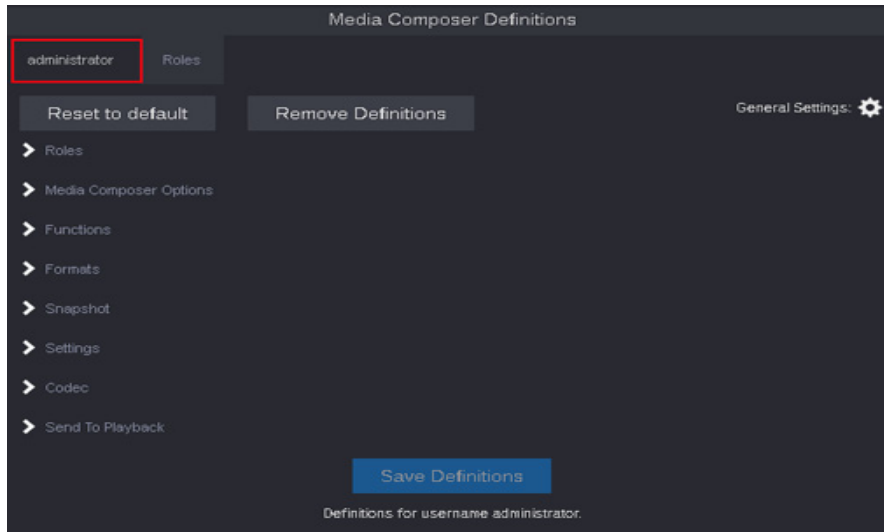 Media Composer Definitions
administrator Roles
Reset to default Remove Definitions General Settings:
Roles
Media Composer Options
Functions
Formats
Snapshot
Settings
Codec
Send To Playback
Save Definitions
Definitions for username administrator.